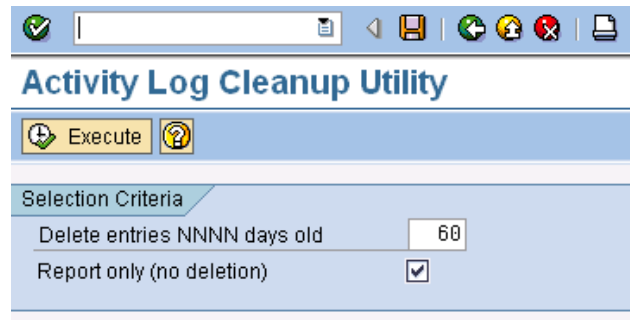 Activity Log Cleanup Utility
Execute
Selection Criteria
Delete entries NNNN days old 60
Report only (no deletion)